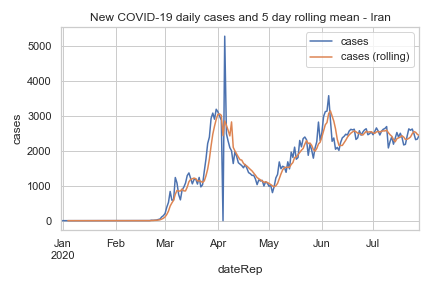 New COVID-19 daily cases and 5 day rolling mean - Iran
cases
cases (rolling)
5000
4000
3000
2000
1000
0
cases
Jan Feb Mar Apr May Jun Jul
2020
dateRep